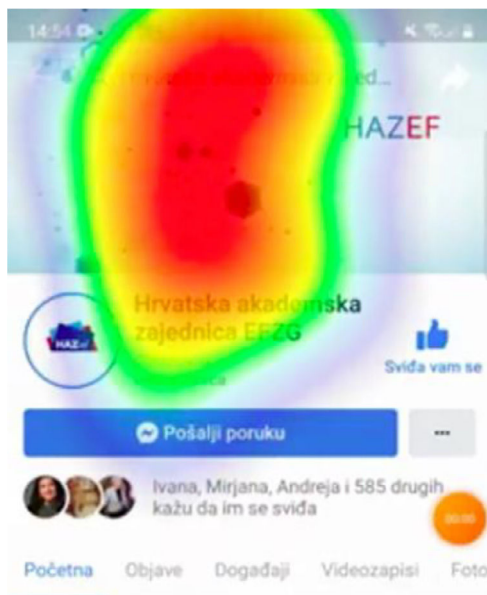 14:54
HAZEF
Hrvatska akademska
zajednica EFZG
Sviđa vam se
Pošalji poruku
Ivana, Mirjana, Andreja i 585 drugih
kažu da im se sviđa
00:00
Početna Objave Događaji Videozapisi Foto